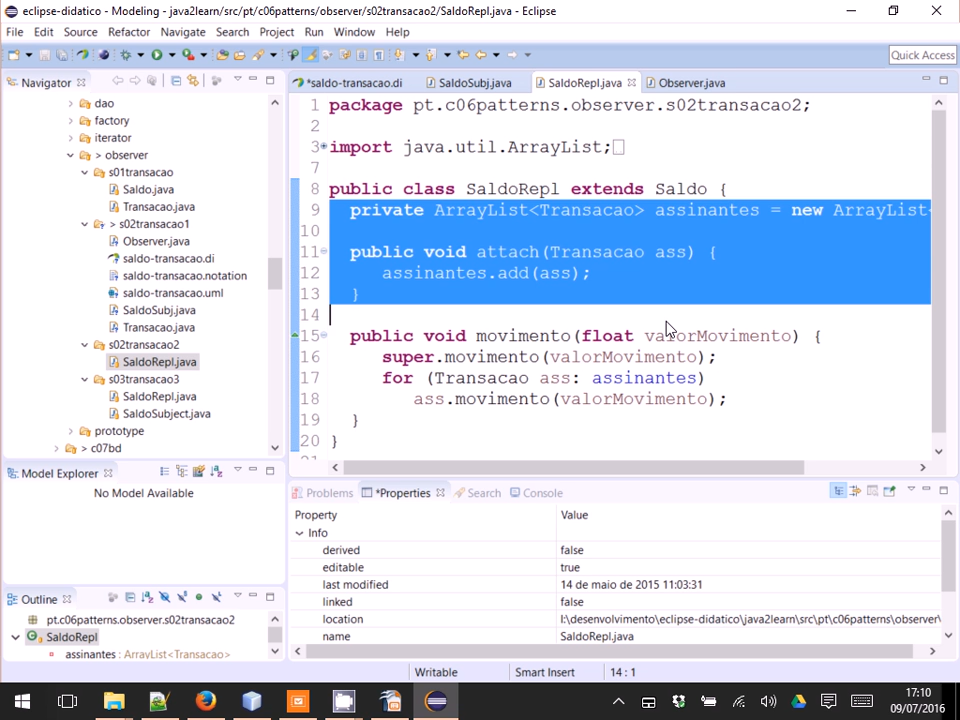 eclipse-didatico - Modeling - java2learn/src/pt/c06patterns/observer/s02transacao2/SaldoRepl.java - Eclipse
File Edit Source Refactor Navigate Search Project Run Window Help
Quick Access
Navigator
*saldo-transacao.di SaldoSubj.java SaldoRepl.java Observer.java
dao
factory
iterator
> observer
s01transacao
Saldo.java
Transacao.java
> s02transacao1
Observer.java
saldo-transacao.di
saldo-transacao.notation
saldo-transacao.uml
SaldoSubj.java
Transacao.java
s02transacao2
SaldoRepl.java
s03transacao3
SaldoRepl.java
SaldoSubject.java
prototype
> c07bd
1 package pt.c06patterns.observer.s02transacao2;
2
3 import java.util.ArrayList;
7
8 public class SaldoRepl extends Saldo {
9 private ArrayList<Transacao> assinantes = new ArrayList<
10
11 public void attach(Transacao ass) {
12 assinantes.add(ass);
13 }
14
15 public void movimento(float valorMovimento) {
16 super.movimento(valorMovimento);
17 for (Transacao ass: assinantes)
18 ass.movimento(valorMovimento);
19 }
20 }
Model Explorer
No Model Available
Outline
pt.c06patterns.observer.s02transacao2
SaldoRepl
assinantes : ArrayList<Transacao>
Problems *Properties Search Console
Property Value
Info
derived false
editable true
last modified 14 de maio de 2015 11:03:31
linked false
location I:\desenvolvimento\eclipse-didatico\java2learn\src\pt\c06patterns\observer\
name SaldoRepl.java
Writable Smart Insert 14 : 1
17:10
09/07/2016